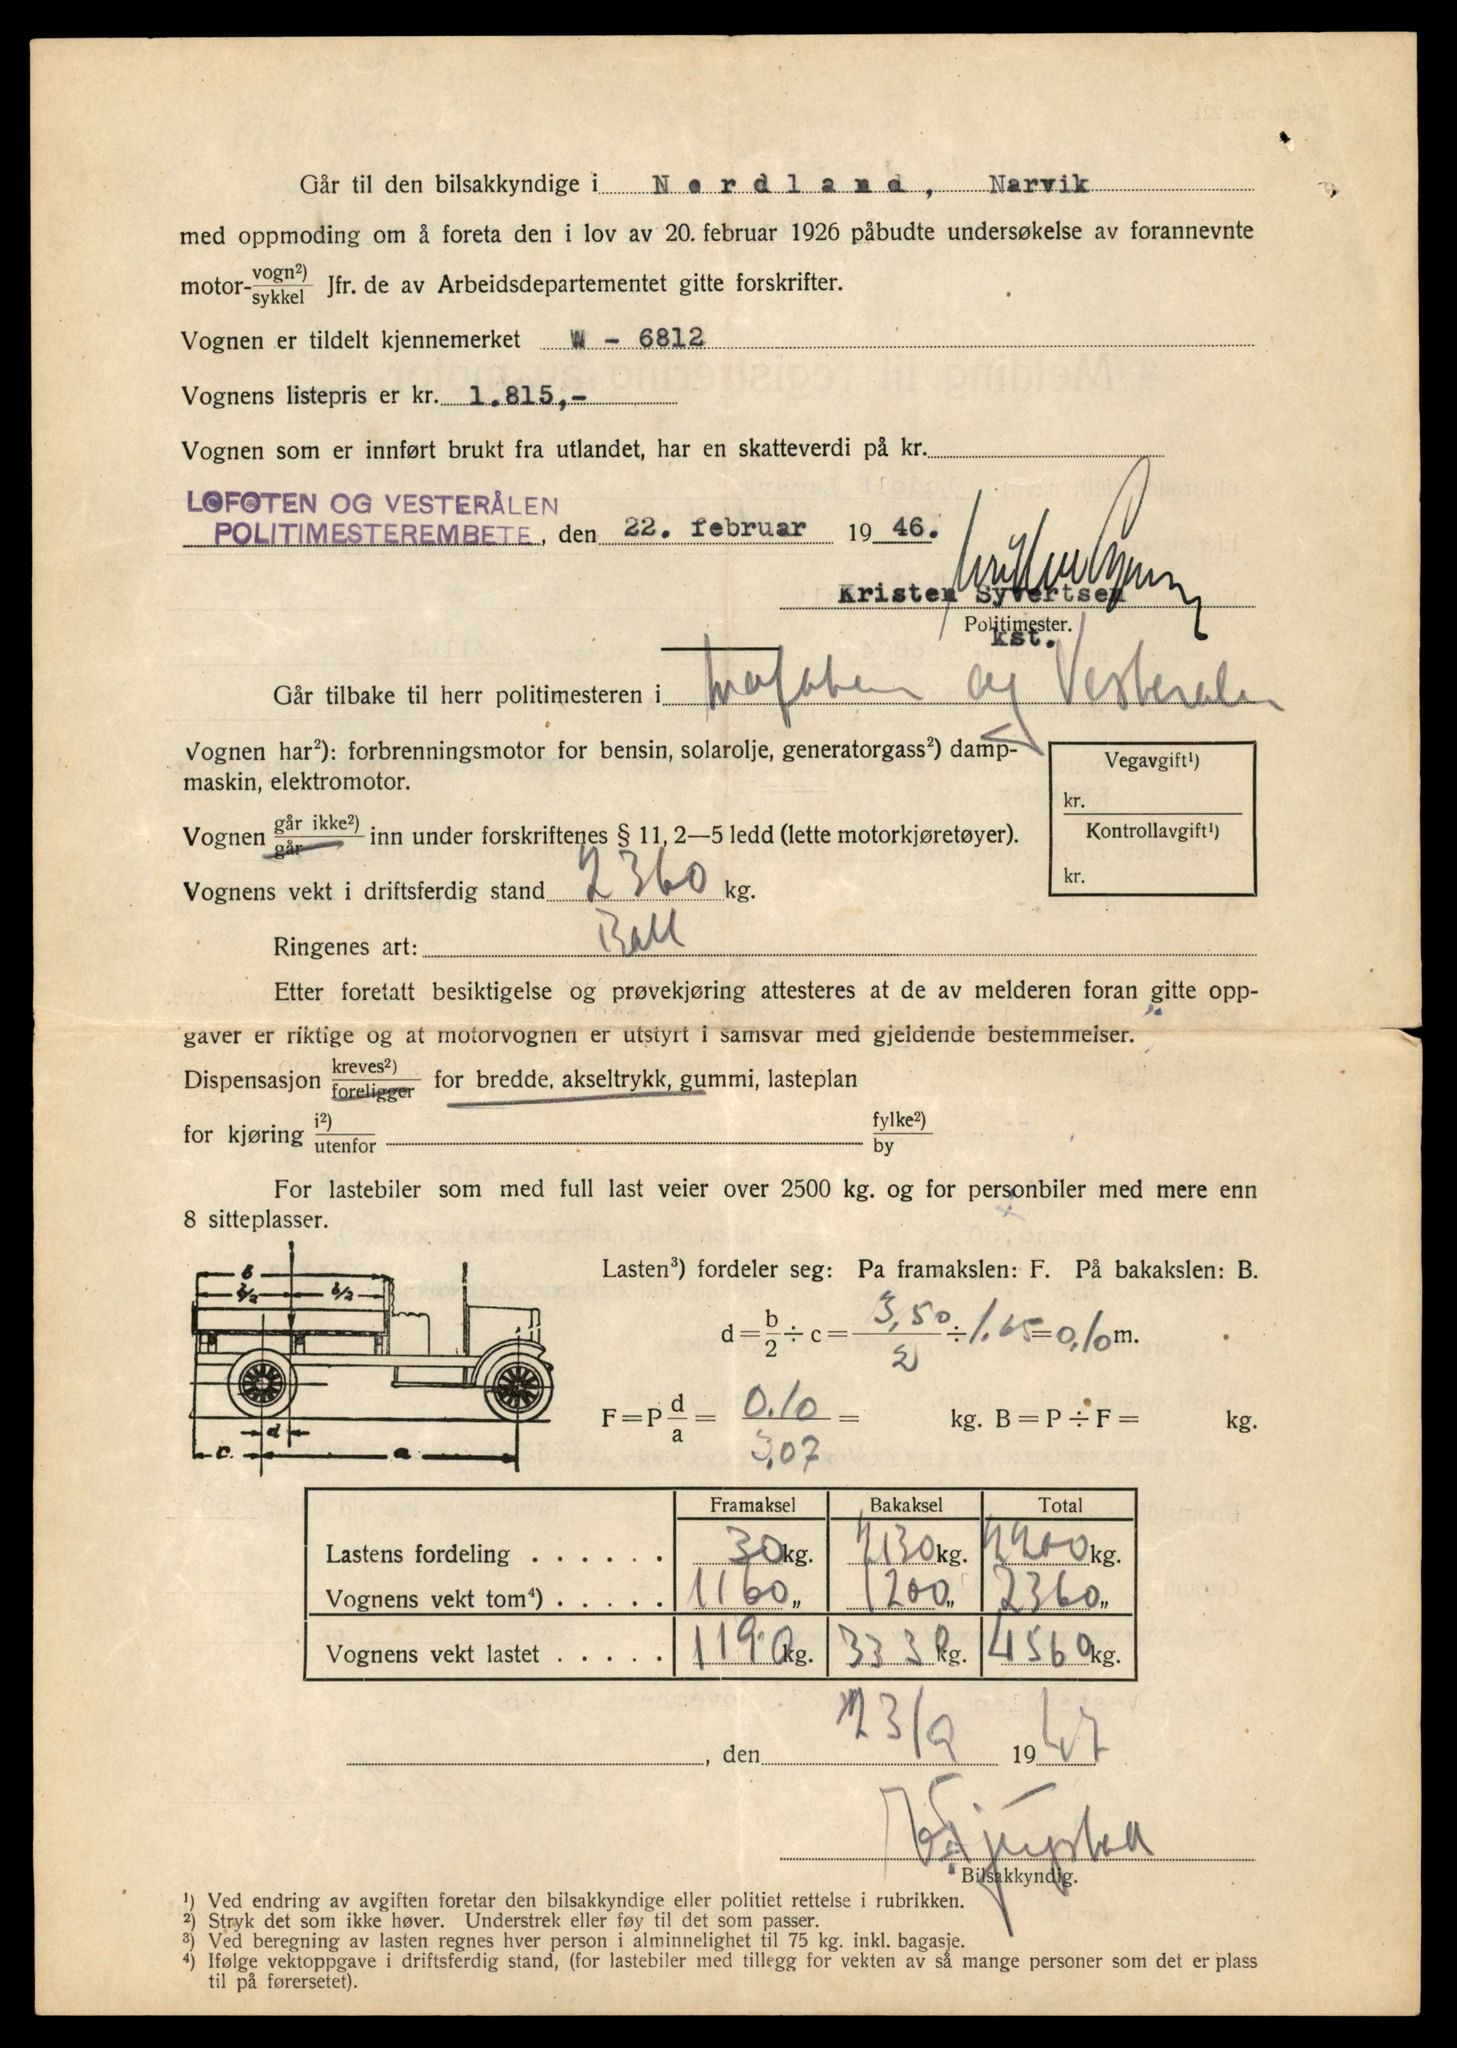 Går til den bilsakkyndige i Nordland, Narvik
med oppmoding om å foreta den i lov av 20. februar 1926 påbudte undersøkelse av forannevnte
motor- vogn²) / sykkel Jfr. de av Arbeidsdepartementet gitte forskrifter.
Vognen er tildelt kjennemerket W - 6812
Vognens listepris er kr. 1.815,-
Vognen som er innført brukt fra utlandet, har en skatteverdi på kr.
LOFOTEN OG VESTERÅLEN
POLITIMESTEREMBETE, den 22. februar 1946.
Kristen Syvertsen
Politimester.
kst.
Går tilbake til herr politimesteren i Lofoten og Vesterålen
Vognen har²): forbrenningsmotor for bensin, solarolje, generatorgass²) damp-
maskin, elektromotor.
Vegavgift¹)
kr.
Kontrollavgift¹)
kr.
Vognen går ikke²) / går inn under forskriftenes § 11, 2—5 ledd (lette motorkjøretøyer).
Vognens vekt i driftsferdig stand 2360 kg.
Ringenes art: Ball
Etter foretatt besiktigelse og prøvekjøring attesteres at de av melderen foran gitte opp-
gaver er riktige og at motorvognen er utstyrt i samsvar med gjeldende bestemmelser.
Dispensasjon kreves²) / foreligger for bredde, akseltrykk, gummi, lasteplan
for kjøring i²) / utenfor fylke²) / by
For lastebiler som med full last veier over 2500 kg. og for personbiler med mere enn
8 sitteplasser.
b
b/2 b/2
d
c. a
Lasten³) fordeler seg: Pa framakslen: F. På bakakslen: B.
d = b/2 ÷ c = 3,50/2 ÷ 1.65 = 0,10 m.
F = P d/a = 0.10/3,07 = kg. B = P ÷ F = kg.
Framaksel Bakaksel Total
Lastens fordeling . . . . . . 30 kg. 2130 kg. 2200 kg.
Vognens vekt tom⁴) . . . . . 1160 „ 1200 „ 2360 „
Vognens vekt lastet . . . . . 1190 kg. 3330 kg. 4560 kg.
, den 23/9 1947
Bilsakkyndig.
¹) Ved endring av avgiften foretar den bilsakkyndige eller politiet rettelse i rubrikken.
²) Stryk det som ikke høver. Understrek eller føy til det som passer.
³) Ved beregning av lasten regnes hver person i alminnelighet til 75 kg. inkl. bagasje.
⁴) Ifølge vektoppgave i driftsferdig stand, (for lastebiler med tillegg for vekten av så mange personer som det er plass
til på førersetet).